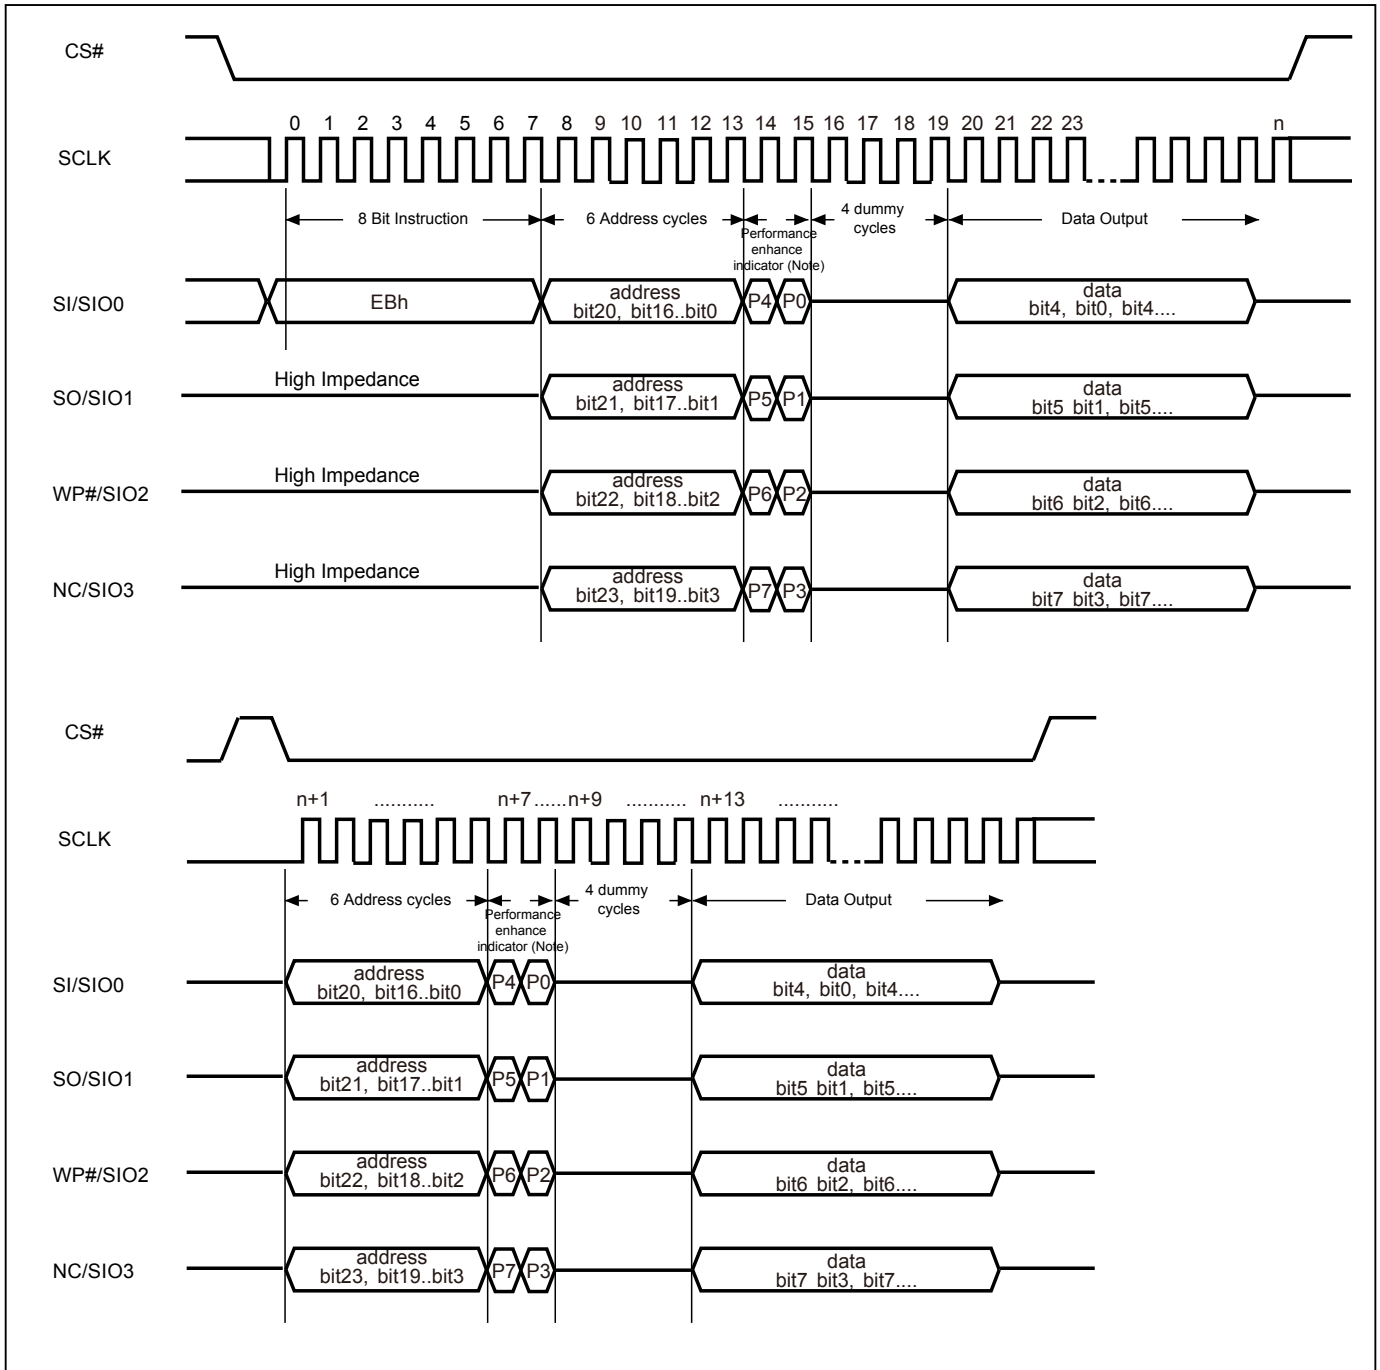 CS#
0 1 2 3 4 5 6 7 8 9 10 11 12 13 14 15 16 17 18 19 20 21 22 23 n
SCLK
8 Bit Instruction
6 Address cycles
Performance
enhance
indicator (Note)
4 dummy
cycles
Data Output
SI/SIO0
EBh
address
bit20, bit16..bit0
P4 P0
data
bit4, bit0, bit4....
High Impedance
SO/SIO1
address
bit21, bit17..bit1
P5 P1
data
bit5 bit1, bit5....
High Impedance
WP#/SIO2
address
bit22, bit18..bit2
P6 P2
data
bit6 bit2, bit6....
High Impedance
NC/SIO3
address
bit23, bit19..bit3
P7 P3
data
bit7 bit3, bit7....
CS#
n+1 ........... n+7......n+9 ........... n+13 ...........
SCLK
6 Address cycles
Performance
enhance
indicator (Note)
4 dummy
cycles
Data Output
SI/SIO0
address
bit20, bit16..bit0
P4 P0
data
bit4, bit0, bit4....
SO/SIO1
address
bit21, bit17..bit1
P5 P1
data
bit5 bit1, bit5....
WP#/SIO2
address
bit22, bit18..bit2
P6 P2
data
bit6 bit2, bit6....
NC/SIO3
address
bit23, bit19..bit3
P7 P3
data
bit7 bit3, bit7....